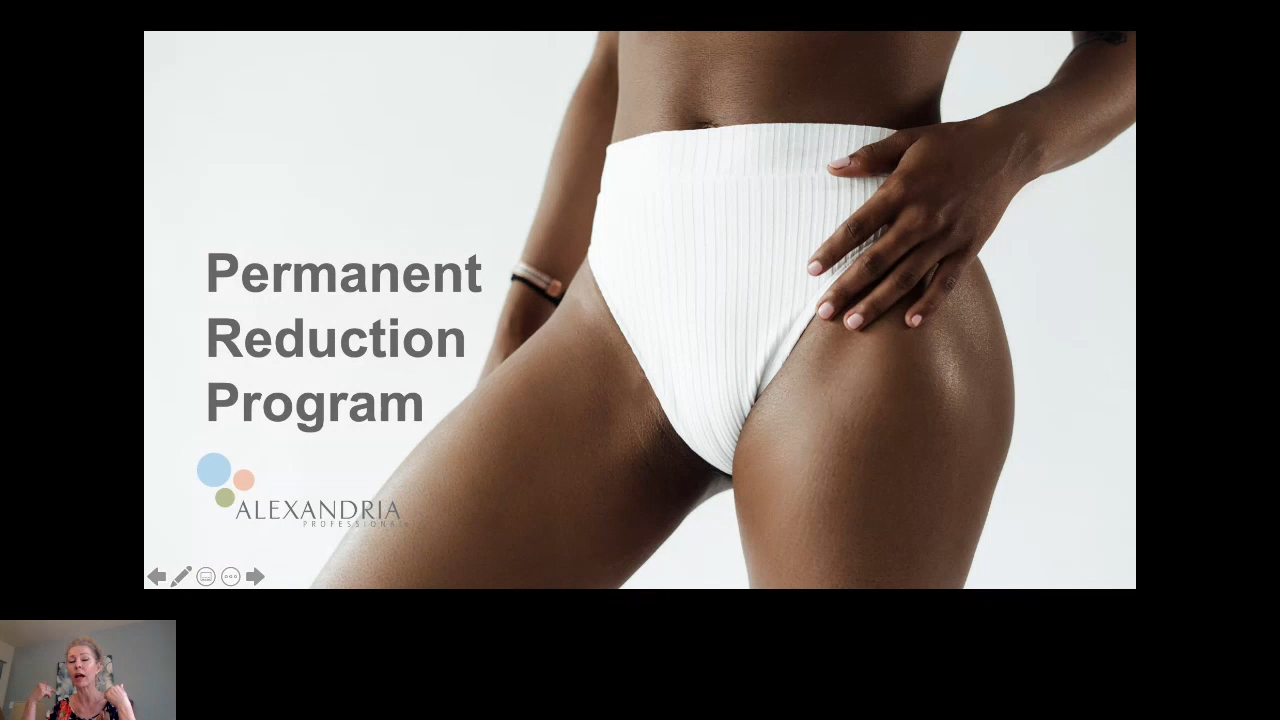 Permanent
Reduction
Program
ALEXANDRIA
PROFESSIONAL